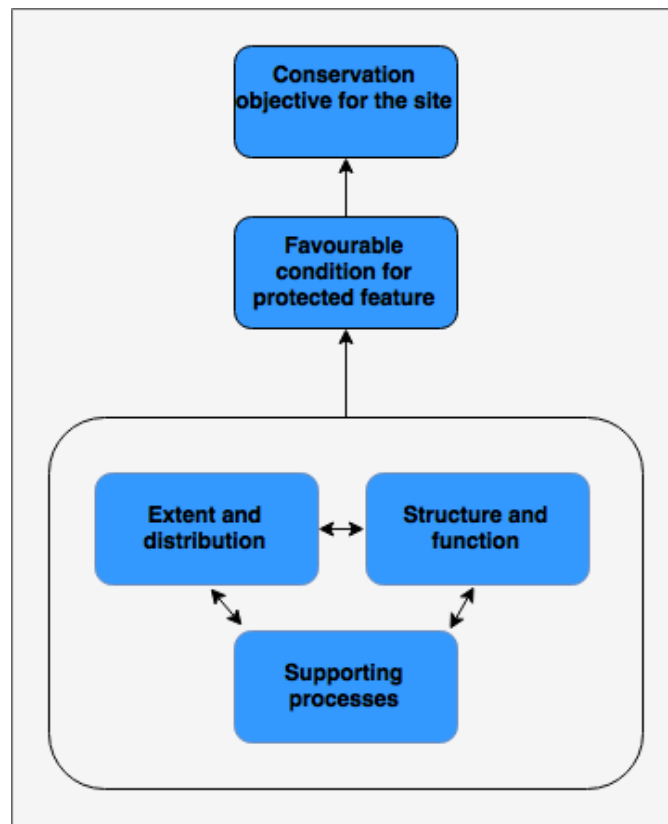 Conservation
objective for the site
Favourable
condition for
protected feature
Extent and
distribution
Structure and
function
Supporting
processes